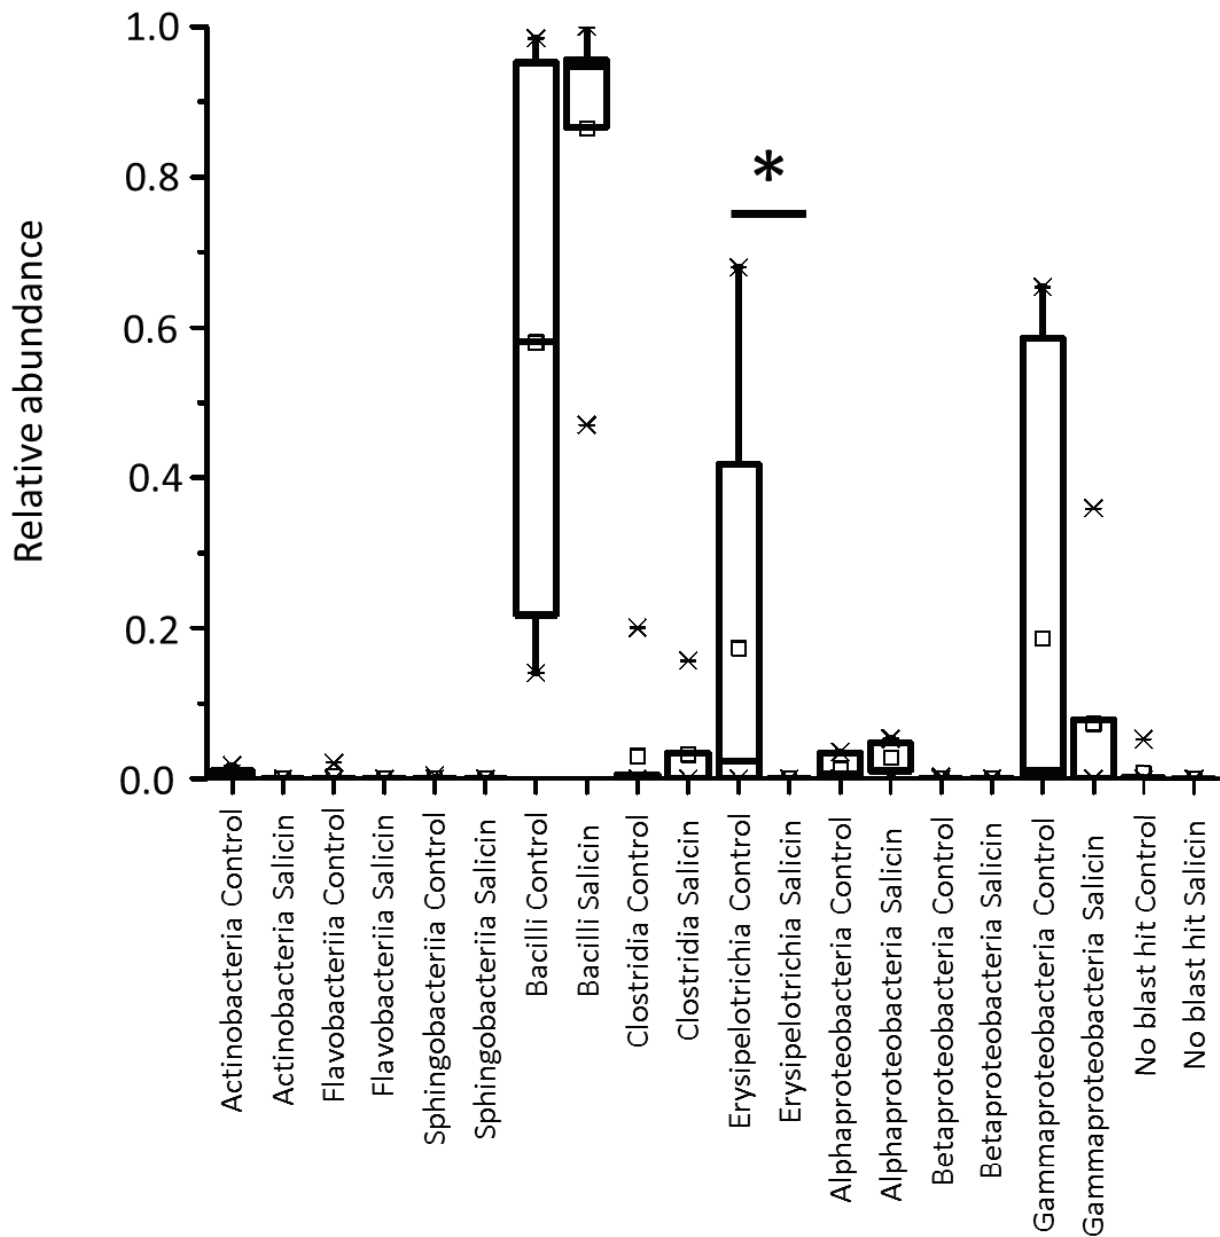 Relative abundance
1.0
0.8
0.6
0.4
0.2
0.0
*
Actinobacteria Control
Actinobacteria Salicin
Flavobacteriia Control
Flavobacteriia Salicin
Sphingobacteriia Control
Sphingobacteriia Salicin
Bacilli Control
Bacilli Salicin
Clostridia Control
Clostridia Salicin
Erysipelotrichia Control
Erysipelotrichia Salicin
Alphaproteobacteria Control
Alphaproteobacteria Salicin
Betaproteobacteria Control
Betaproteobacteria Salicin
Gammaproteobacteria Control
Gammaproteobacteria Salicin
No blast hit Control
No blast hit Salicin